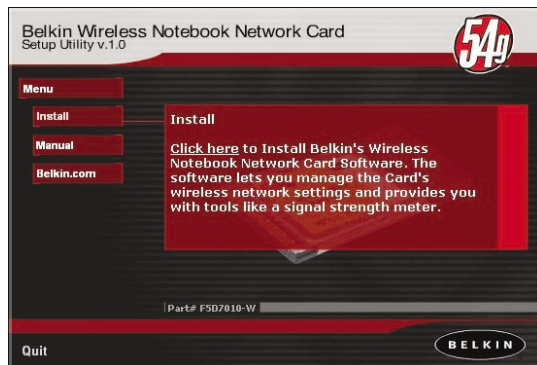 Belkin Wireless Notebook Network Card
Setup Utility v.1.0
54g
Menu
Install
Manual
Belkin.com
Install
Click here to Install Belkin's Wireless
Notebook Network Card Software. The
software lets you manage the Card's
wireless network settings and provides you
with tools like a signal strength meter.
Part# F5D7010-W
Quit
BELKIN